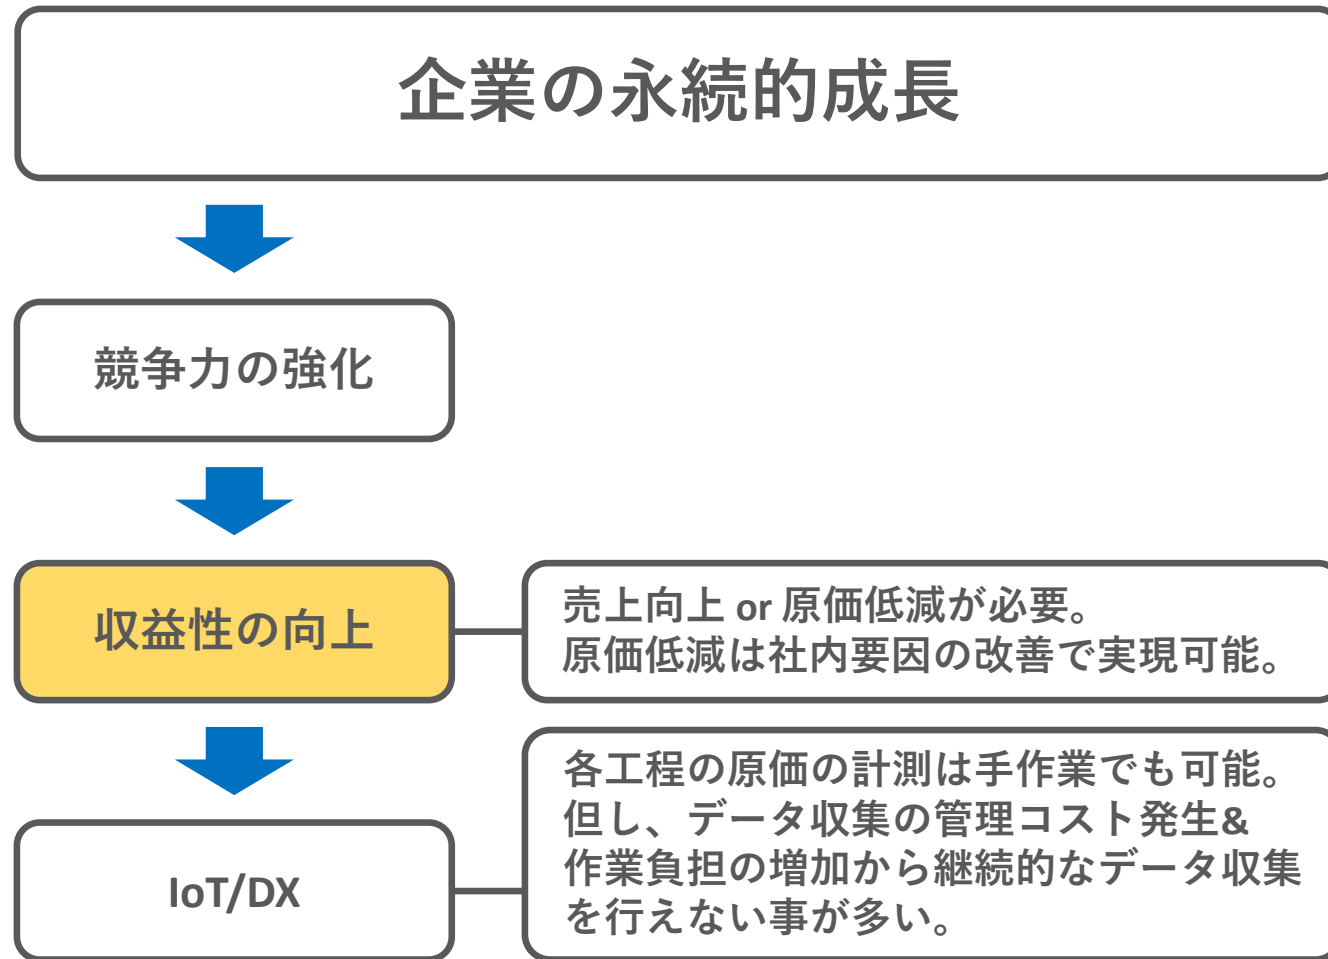 企業の永続的成長
競争力の強化
収益性の向上
売上向上 or 原価低減が必要。
原価低減は社内要因の改善で実現可能。
IoT/DX
各工程の原価の計測は手作業でも可能。
但し、データ収集の管理コスト発生&
作業負担の増加から継続的なデータ収集
を行えない事が多い。